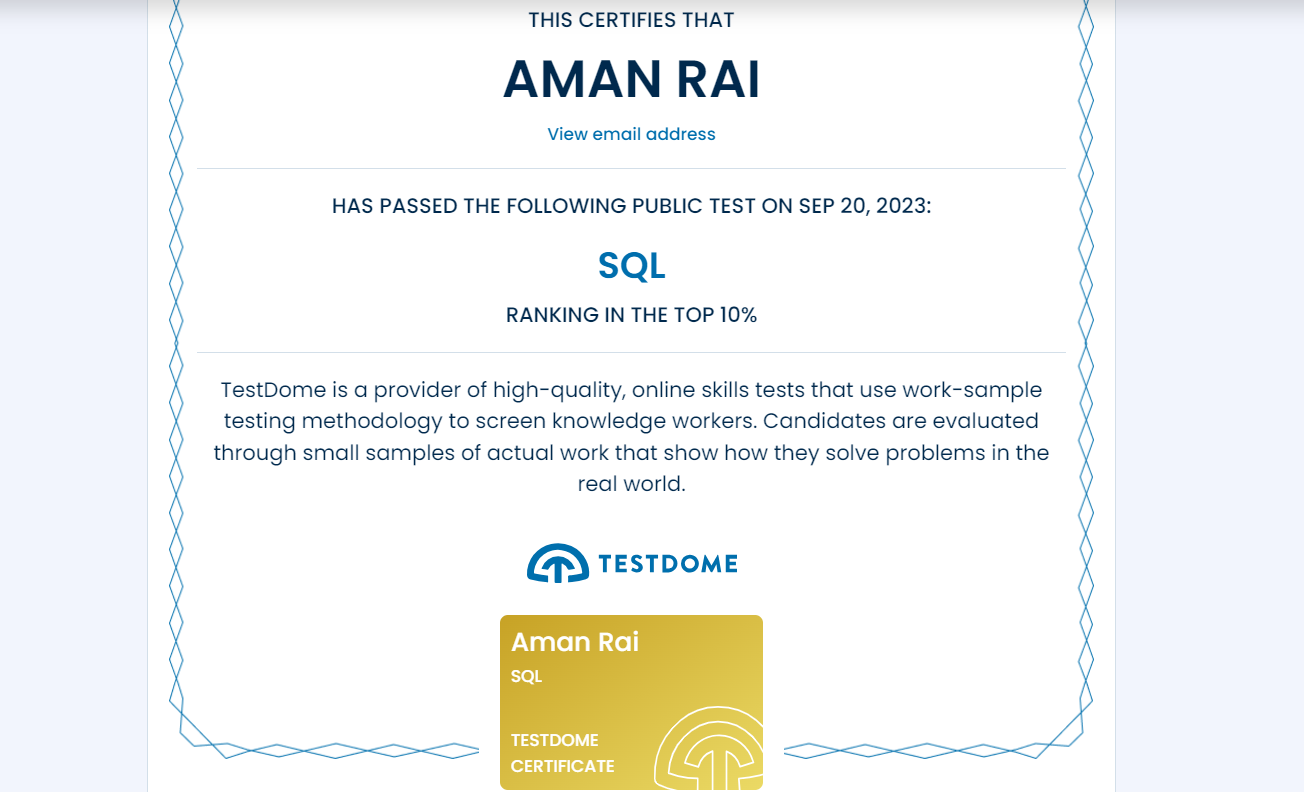 THIS CERTIFIES THAT
AMAN RAI
View email address
HAS PASSED THE FOLLOWING PUBLIC TEST ON SEP 20, 2023:
SQL
RANKING IN THE TOP 10%
TestDome is a provider of high-quality, online skills tests that use work-sample
testing methodology to screen knowledge workers. Candidates are evaluated
through small samples of actual work that show how they solve problems in the
real world.
TESTDOME
Aman Rai
SQL
TESTDOME
CERTIFICATE